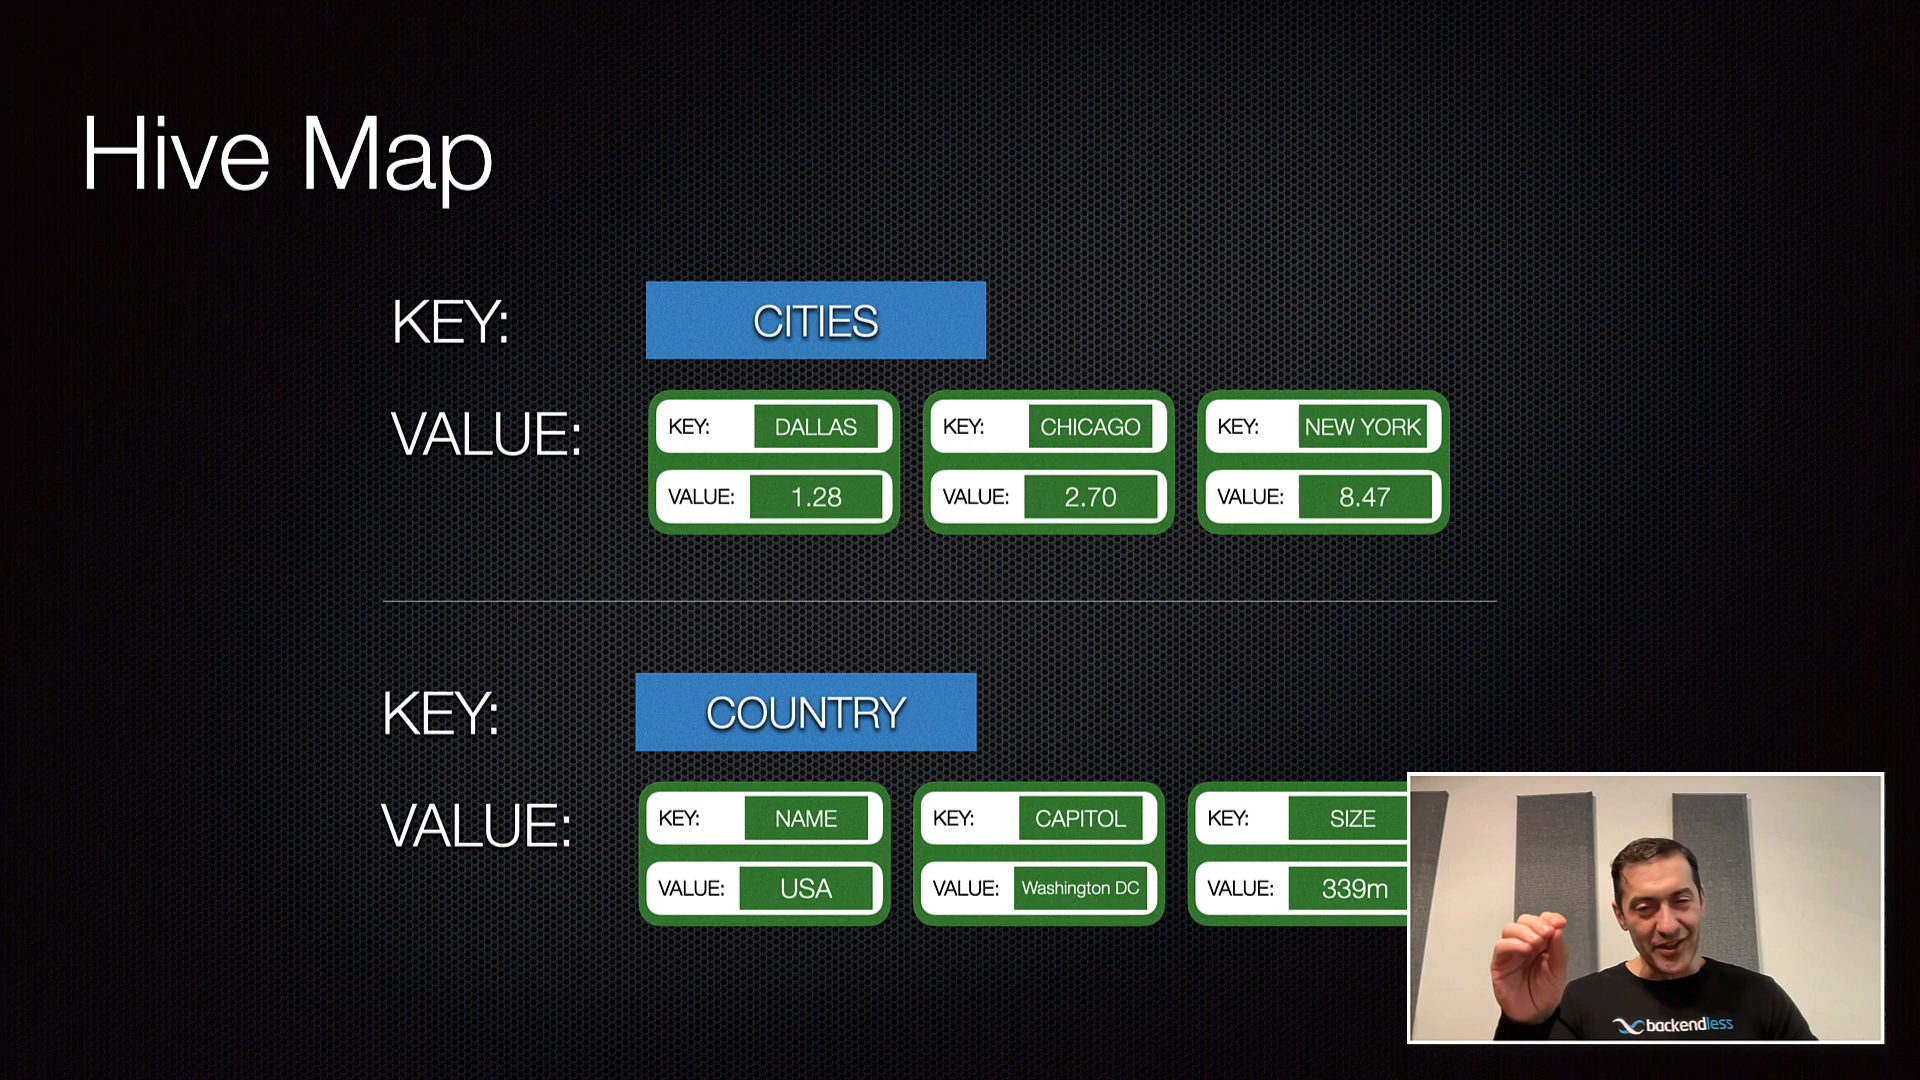 Hive Map
KEY: CITIES
VALUE:
KEY: DALLAS KEY: CHICAGO KEY: NEW YORK
VALUE: 1.28 VALUE: 2.70 VALUE: 8.47
KEY: COUNTRY
VALUE:
KEY: NAME KEY: CAPITOL KEY: SIZE
VALUE: USA VALUE: Washington DC VALUE: 339m
backendless